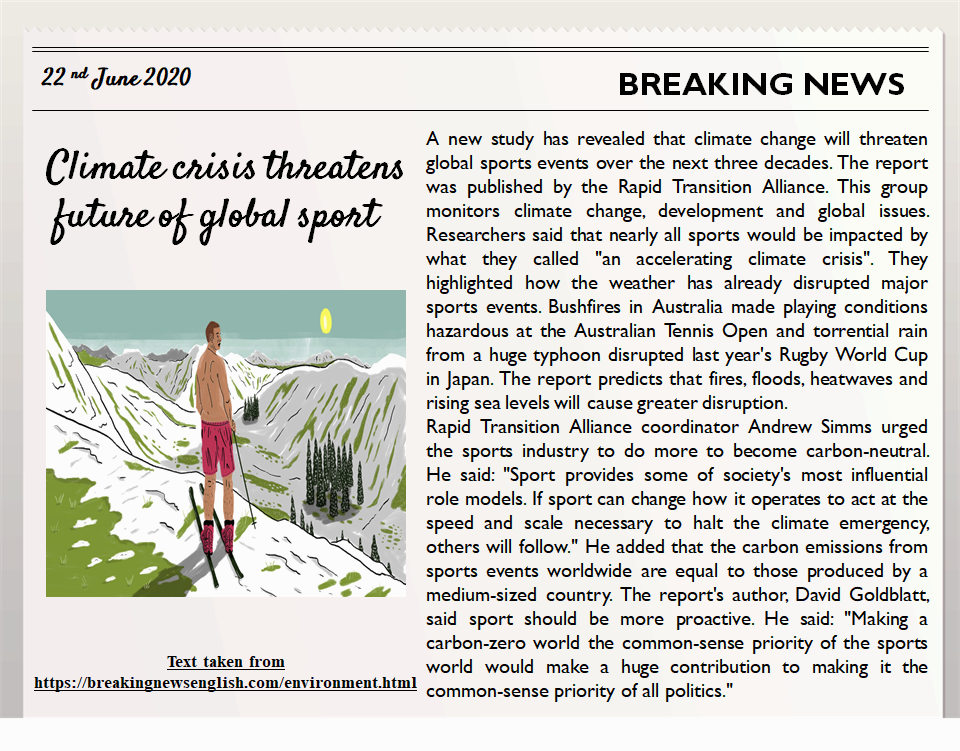 22 nd June 2020
BREAKING NEWS
Climate crisis threatens
future of global sport
A new study has revealed that climate change will threaten
global sports events over the next three decades. The report
was published by the Rapid Transition Alliance. This group
monitors climate change, development and global issues.
Researchers said that nearly all sports would be impacted by
what they called "an accelerating climate crisis". They
highlighted how the weather has already disrupted major
sports events. Bushfires in Australia made playing conditions
hazardous at the Australian Tennis Open and torrential rain
from a huge typhoon disrupted last year's Rugby World Cup
in Japan. The report predicts that fires, floods, heatwaves and
rising sea levels will cause greater disruption.
Rapid Transition Alliance coordinator Andrew Simms urged
the sports industry to do more to become carbon-neutral.
He said: "Sport provides some of society's most influential
role models. If sport can change how it operates to act at the
speed and scale necessary to halt the climate emergency,
others will follow." He added that the carbon emissions from
sports events worldwide are equal to those produced by a
medium-sized country. The report's author, David Goldblatt,
said sport should be more proactive. He said: "Making a
carbon-zero world the common-sense priority of the sports
world would make a huge contribution to making it the
common-sense priority of all politics."
Text taken from
https://breakingnewsenglish.com/environment.html